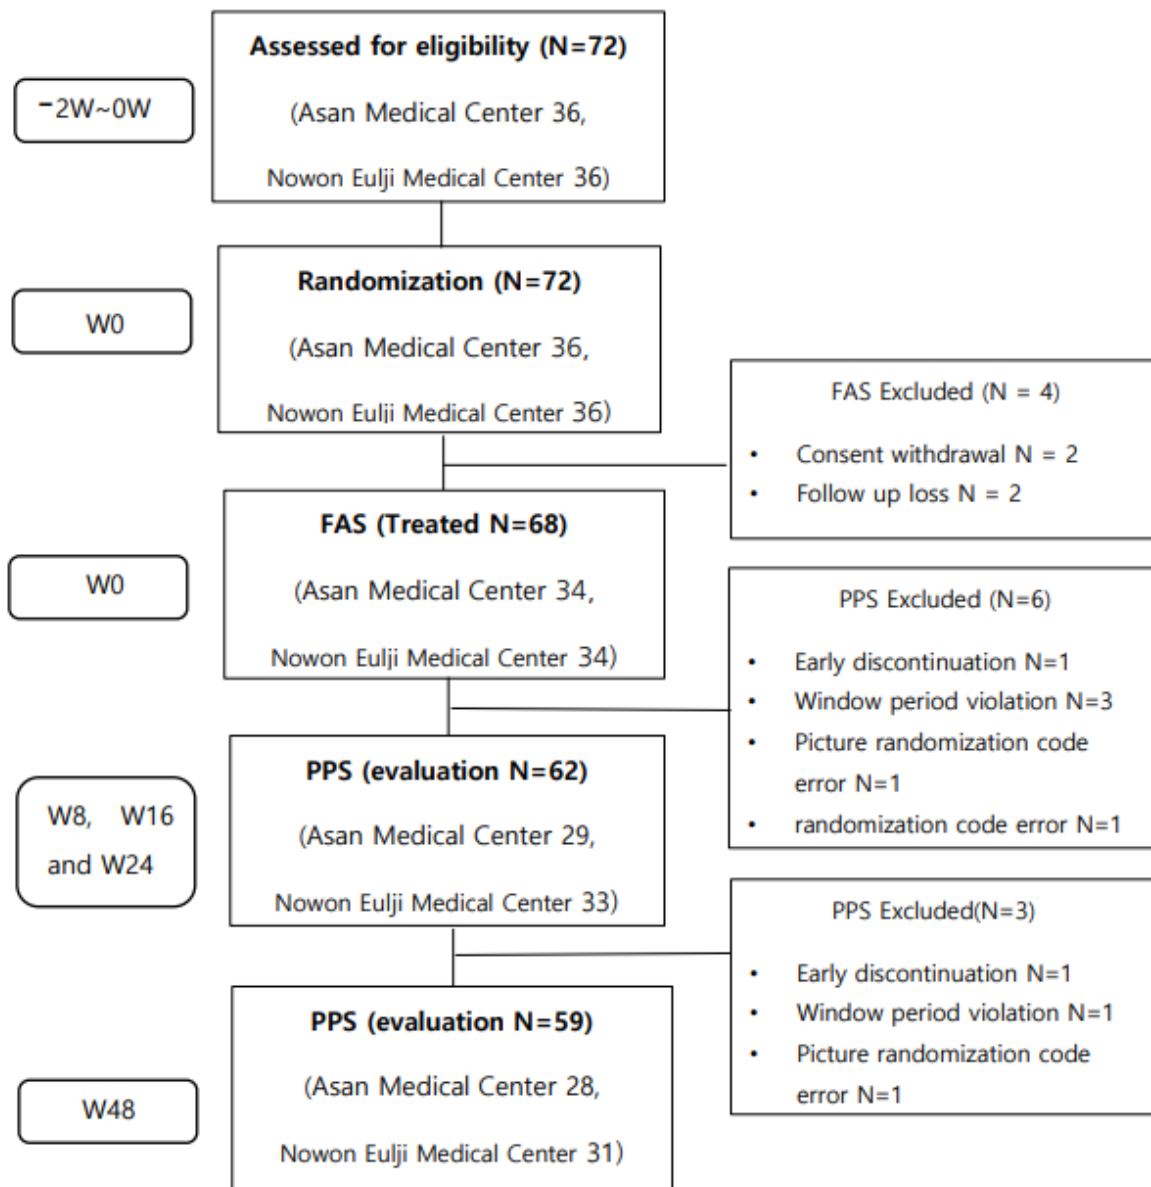 Assessed for eligibility (N=72)
(Asan Medical Center 36,
Nowon Eulji Medical Center 36)
-2W~0W
Randomization (N=72)
(Asan Medical Center 36,
Nowon Eulji Medical Center 36)
W0
FAS Excluded (N = 4)
• Consent withdrawal N = 2
• Follow up loss N = 2
FAS (Treated N=68)
(Asan Medical Center 34,
Nowon Eulji Medical Center 34)
W0
PPS Excluded (N=6)
• Early discontinuation N=1
• Window period violation N=3
• Picture randomization code
error N=1
• randomization code error N=1
PPS (evaluation N=62)
(Asan Medical Center 29,
Nowon Eulji Medical Center 33)
W8, W16
and W24
PPS Excluded(N=3)
• Early discontinuation N=1
• Window period violation N=1
• Picture randomization code
error N=1
PPS (evaluation N=59)
(Asan Medical Center 28,
Nowon Eulji Medical Center 31)
W48